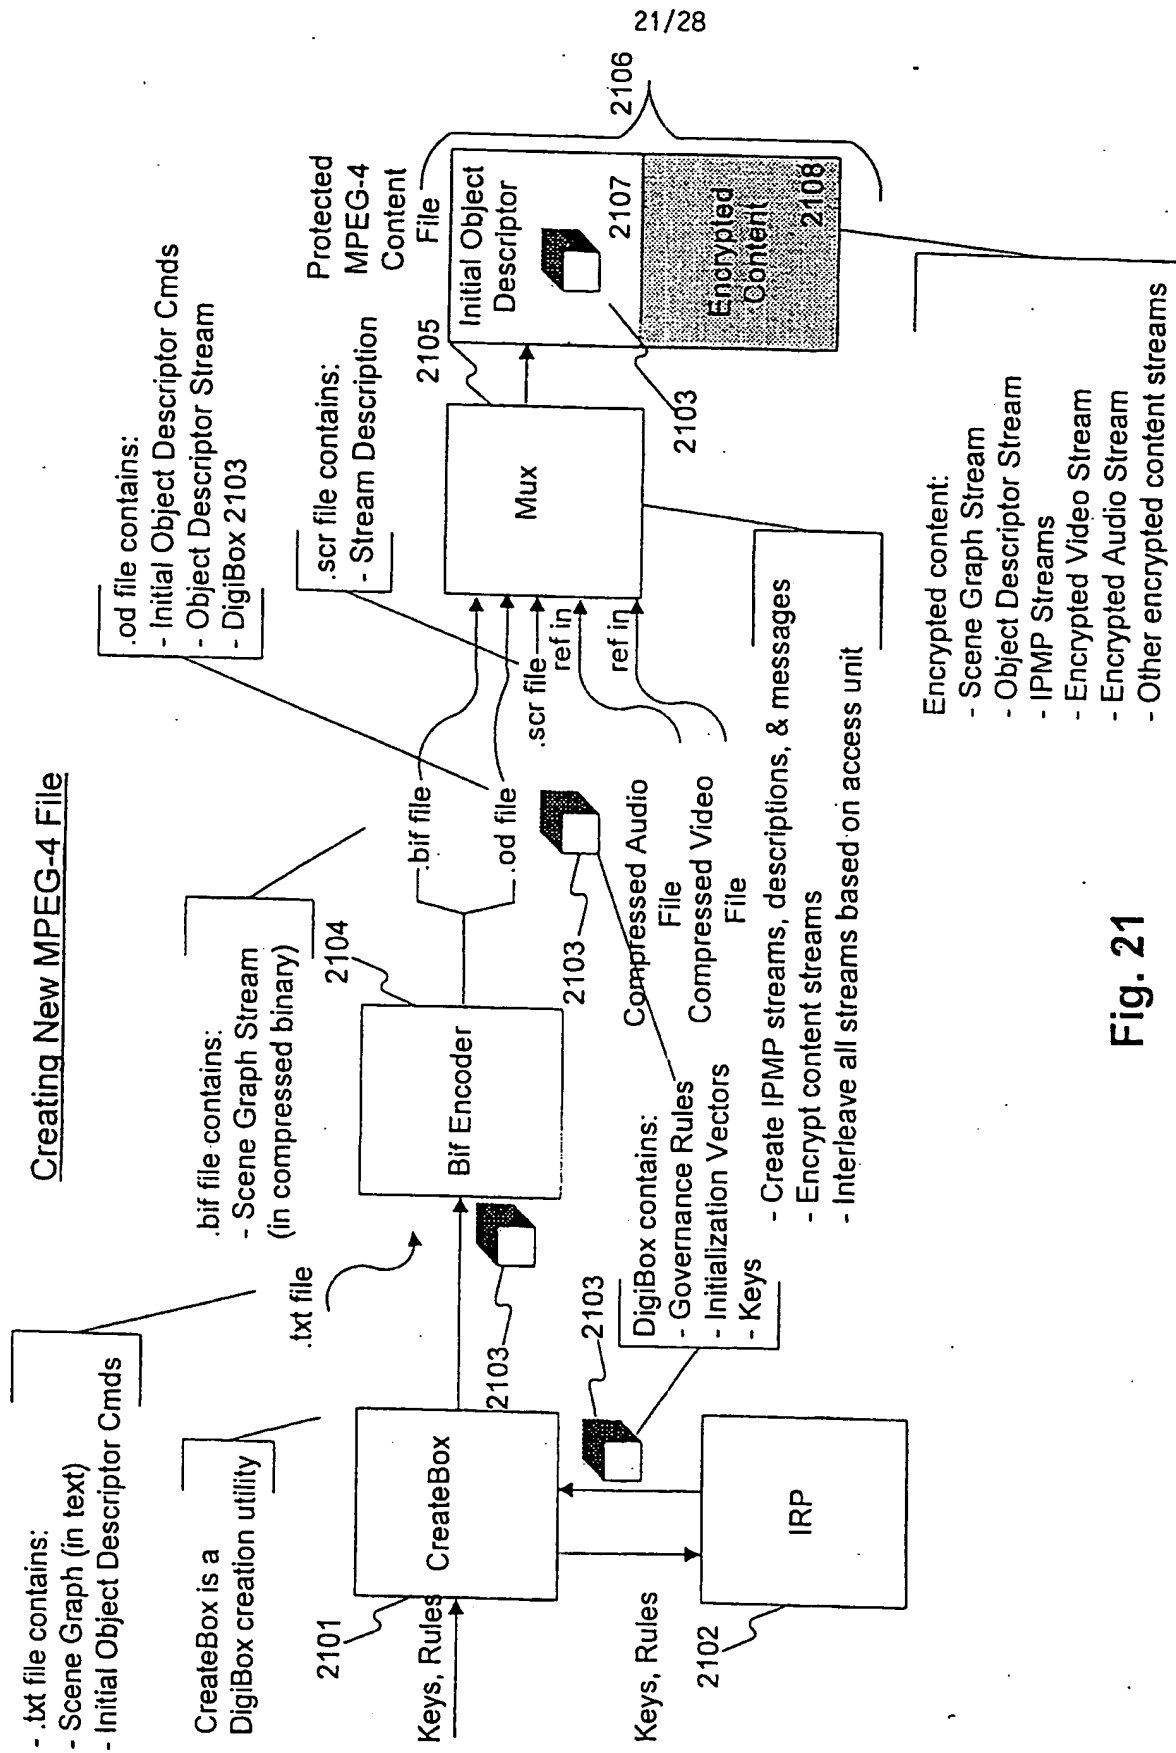 21/28
Creating New MPEG-4 File
- .txt file contains:
- Scene Graph (in text)
- Initial Object Descriptor Cmds
CreateBox is a
DigiBox creation utility
2101
Keys, Rules
CreateBox
Keys, Rules
2102
IRP
2103
DigiBox contains:
- Governance Rules
- Initialization Vectors
- Keys
.txt file
2103
.bif file contains:
- Scene Graph Stream
(in compressed binary)
2104
Bif Encoder
.bif file
.od file
2103
.od file contains:
- Initial Object Descriptor Cmds
- Object Descriptor Stream
- DigiBox 2103
.scr file contains:
- Stream Description
.scr file
ref in
ref in
Compressed Audio
File
Compressed Video
File
2105
Mux
- Create IPMP streams, descriptions, & messages
- Encrypt content streams
- Interleave all streams based on access unit
Protected
MPEG-4
Content
File
2106
Initial Object
Descriptor
2107
2103
Encrypted
Content
2108
Encrypted content:
- Scene Graph Stream
- Object Descriptor Stream
- IPMP Streams
- Encrypted Video Stream
- Encrypted Audio Stream
- Other encrypted content streams
Fig. 21